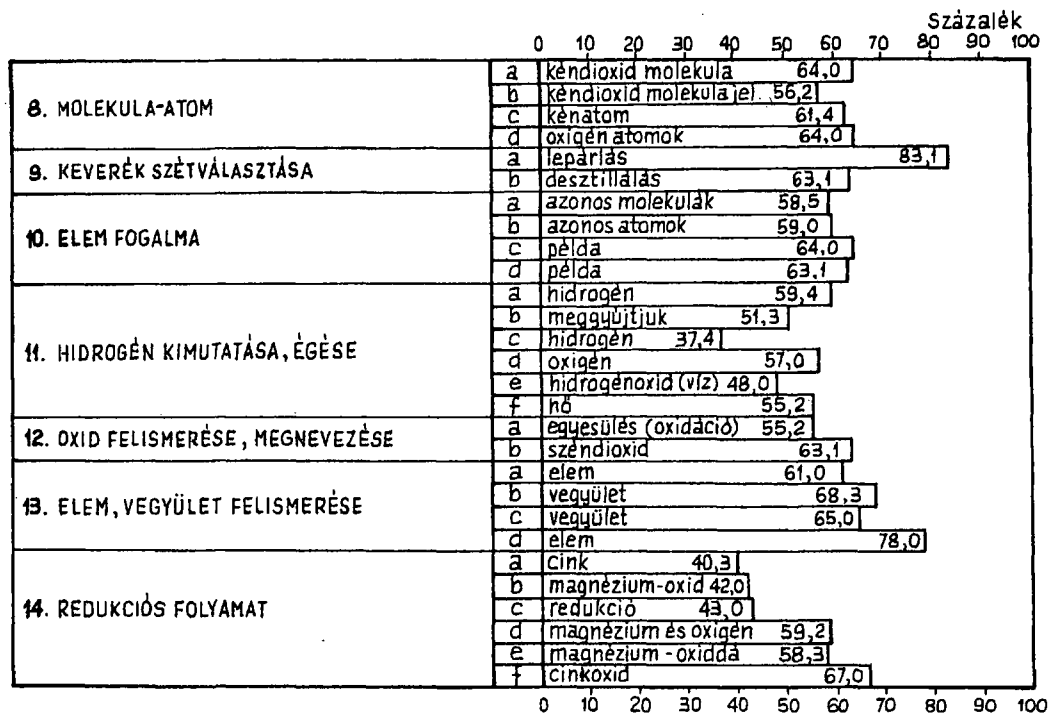 Százalék
0 10 20 30 40 50 60 70 80 90 100
8. MOLEKULA-ATOM
a kéndioxid molekula 64,0
b kéndioxid molekulajel 56,2
c kénatom 61,4
d oxigén atomok 64,0
9. KEVERÉK SZÉTVÁLASZTÁSA
a lepárlás 83,1
b desztillálás 63,1
10. ELEM FOGALMA
a azonos molekulák 58,5
b azonos atomok 59,0
c példa 64,0
d példa 63,1
11. HIDROGÉN KIMUTATÁSA, ÉGÉSE
a hidrogén 59,4
b meggyújtjuk 51,3
c hidrogén 37,4
d oxigén 57,0
e hidrogénoxid (víz) 48,0
f hő 55,2
12. OXID FELISMERÉSE, MEGNEVEZÉSE
a egyesülés (oxidáció) 55,2
b széndioxid 63,1
13. ELEM, VEGYÜLET FELISMERÉSE
a elem 61,0
b vegyület 68,3
c vegyület 65,0
d elem 78,0
14. REDUKCIÓS FOLYAMAT
a cink 40,3
b magnézium-oxid 42,0
c redukció 43,0
d magnézium és oxigén 59,2
e magnézium-oxiddá 58,3
f cinkoxid 67,0
0 10 20 30 40 50 60 70 80 90 100